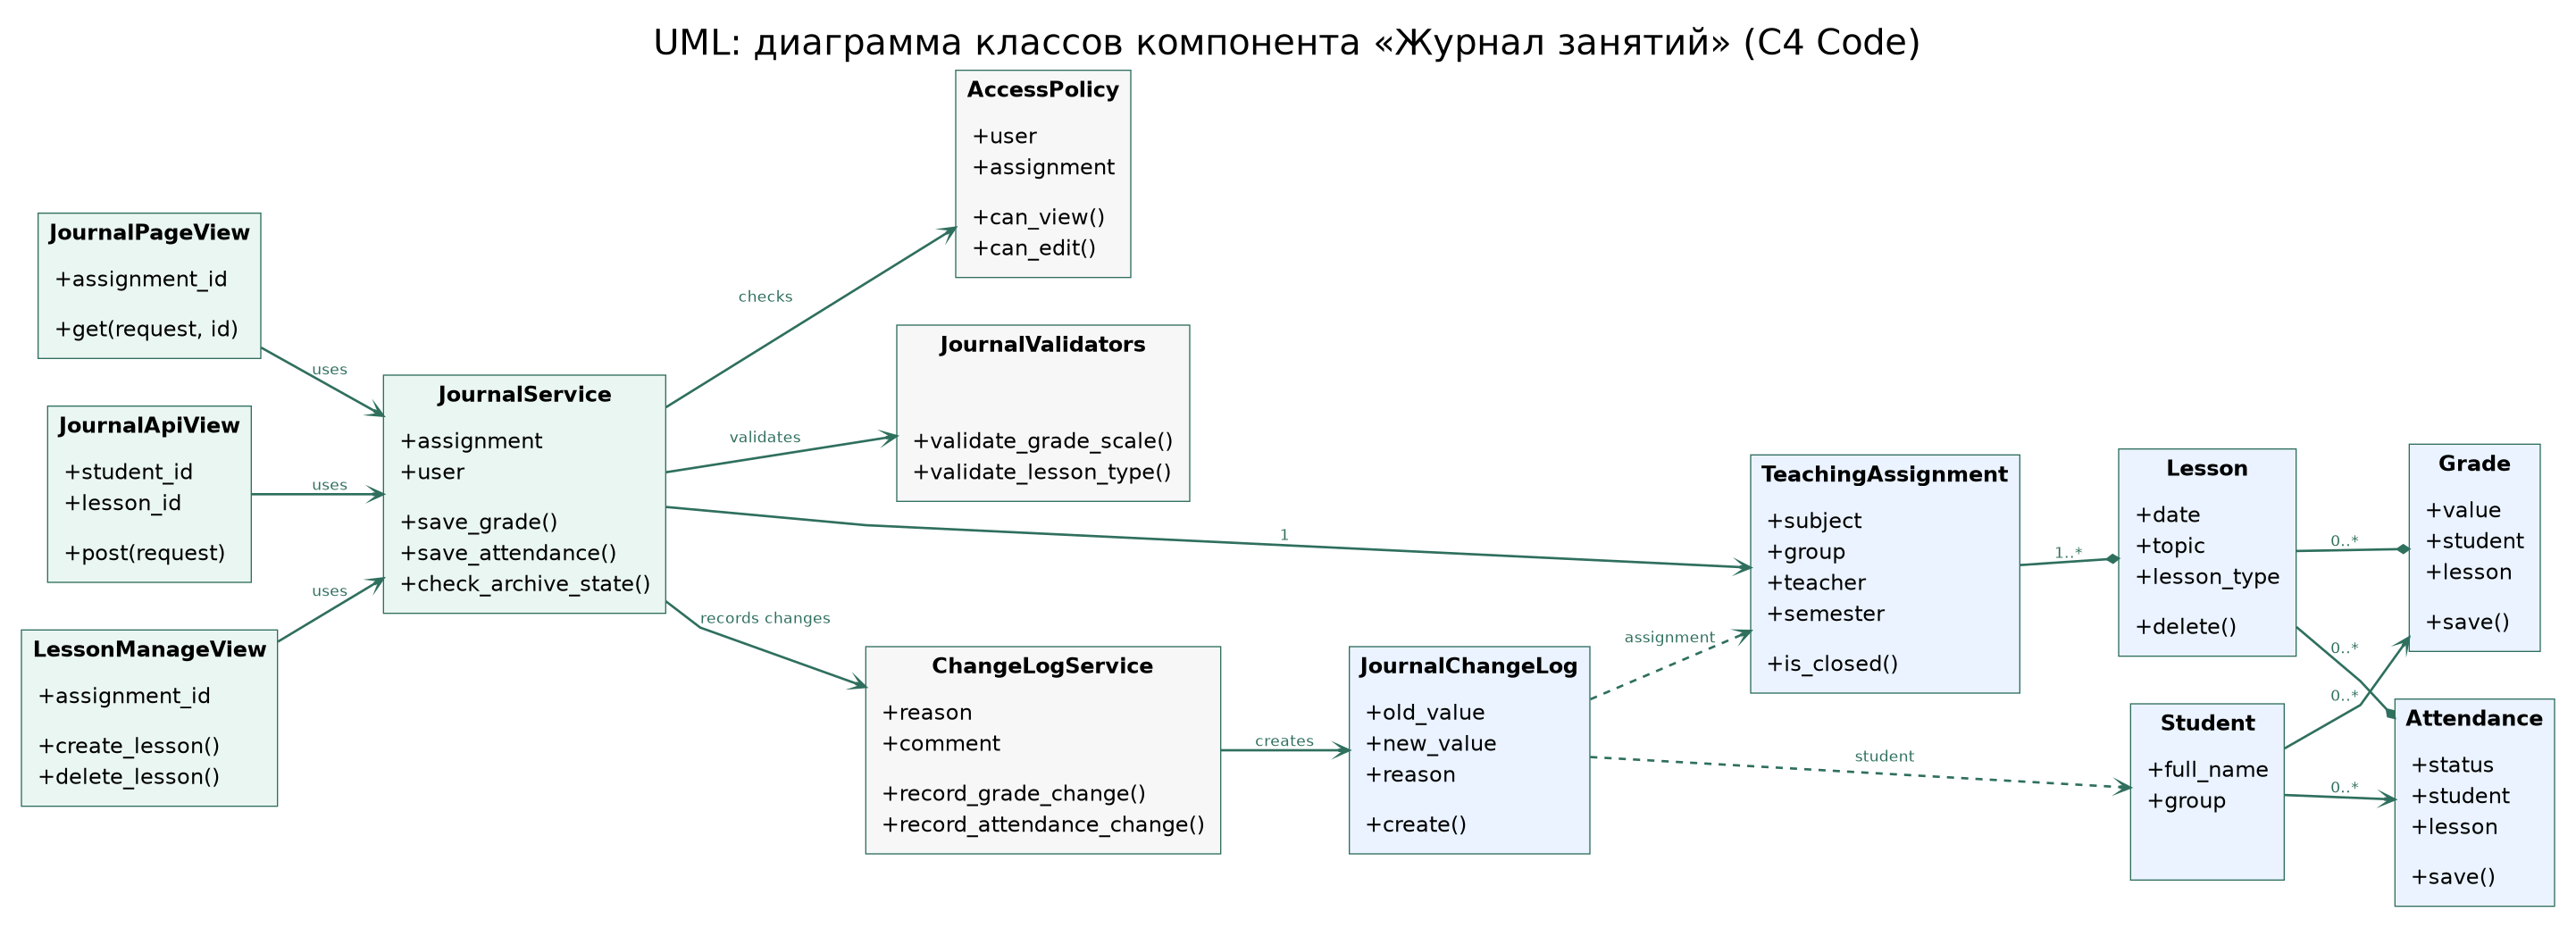 UML: диаграмма классов компонента «Журнал занятий» (C4 Code)
JournalPageView
+assignment_id
+get(request, id)
JournalApiView
+student_id
+lesson_id
+post(request)
LessonManageView
+assignment_id
+create_lesson()
+delete_lesson()
uses
uses
uses
JournalService
+assignment
+user
+save_grade()
+save_attendance()
+check_archive_state()
checks
validates
1
records changes
AccessPolicy
+user
+assignment
+can_view()
+can_edit()
JournalValidators
+validate_grade_scale()
+validate_lesson_type()
ChangeLogService
+reason
+comment
+record_grade_change()
+record_attendance_change()
creates
JournalChangeLog
+old_value
+new_value
+reason
+create()
assignment
student
TeachingAssignment
+subject
+group
+teacher
+semester
+is_closed()
1..*
Lesson
+date
+topic
+lesson_type
+delete()
Student
+full_name
+group
0..*
0..*
0..*
0..*
Grade
+value
+student
+lesson
+save()
Attendance
+status
+student
+lesson
+save()